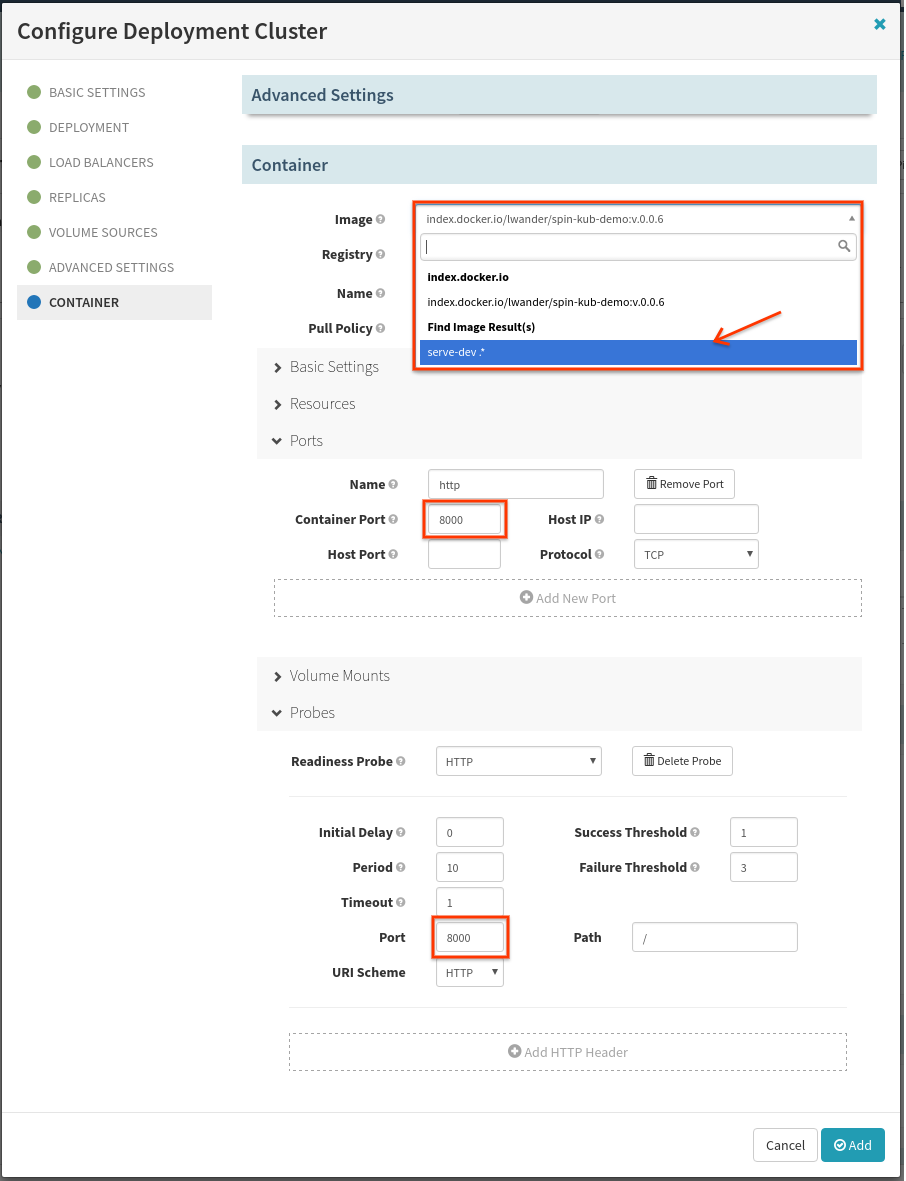 Configure Deployment Cluster
BASIC SETTINGS
DEPLOYMENT
LOAD BALANCERS
REPLICAS
VOLUME SOURCES
ADVANCED SETTINGS
CONTAINER
Advanced Settings
Container
Image index.docker.io/lwander/spin-kub-demo:v.0.0.6
Registry
index.docker.io
Name index.docker.io/lwander/spin-kub-demo:v.0.0.6
Pull Policy Find Image Result(s)
serve-dev .*
Basic Settings
Resources
Ports
Name http Remove Port
Container Port 8000 Host IP
Host Port Protocol TCP
Add New Port
Volume Mounts
Probes
Readiness Probe HTTP Delete Probe
Initial Delay 0 Success Threshold 1
Period 10 Failure Threshold 3
Timeout 1
Port 8000 Path /
URI Scheme HTTP
Add HTTP Header
Cancel Add